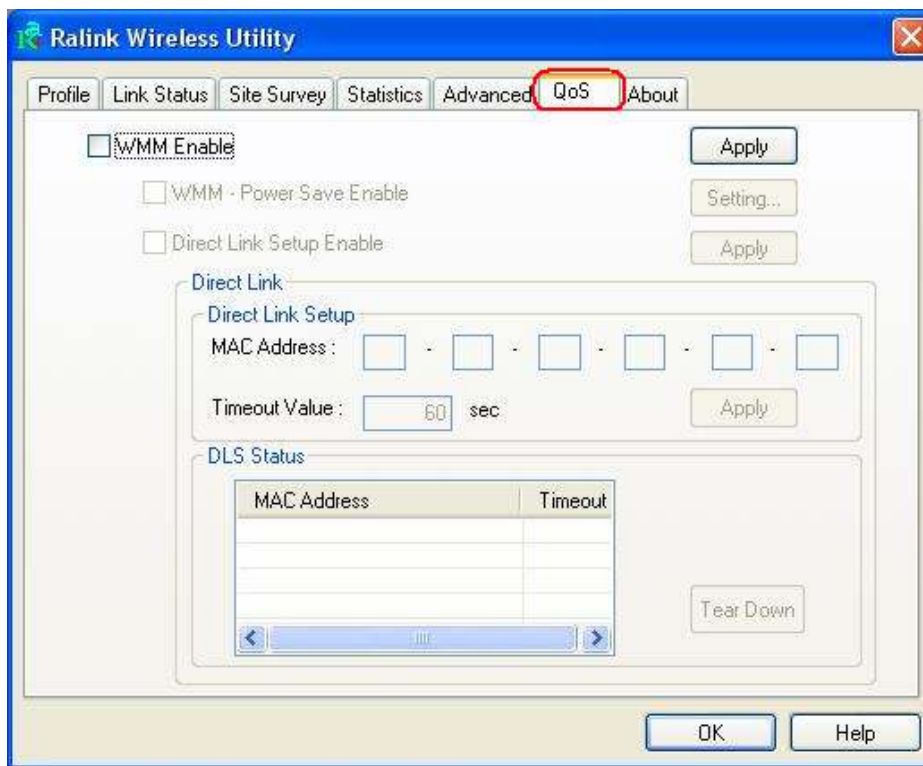 Ralink Wireless Utility
Profile Link Status Site Survey Statistics Advanced QoS About
WMM Enable Apply
WMM - Power Save Enable Setting...
Direct Link Setup Enable Apply
Direct Link
Direct Link Setup
MAC Address : - - - - -
Timeout Value : 60 sec Apply
DLS Status
MAC Address Timeout
Tear Down
OK Help